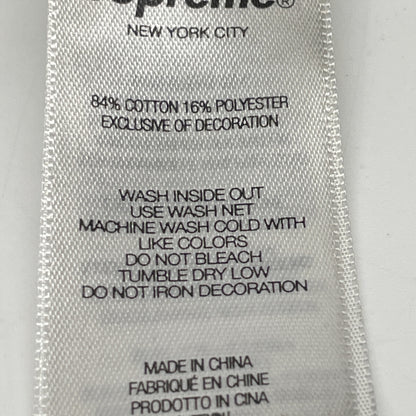 Supreme®
NEW YORK CITY
84% COTTON 16% POLYESTER
EXCLUSIVE OF DECORATION
WASH INSIDE OUT
USE WASH NET
MACHINE WASH COLD WITH
LIKE COLORS
DO NOT BLEACH
TUMBLE DRY LOW
DO NOT IRON DECORATION
MADE IN CHINA
FABRIQUÉ EN CHINE
PRODOTTO IN CINA